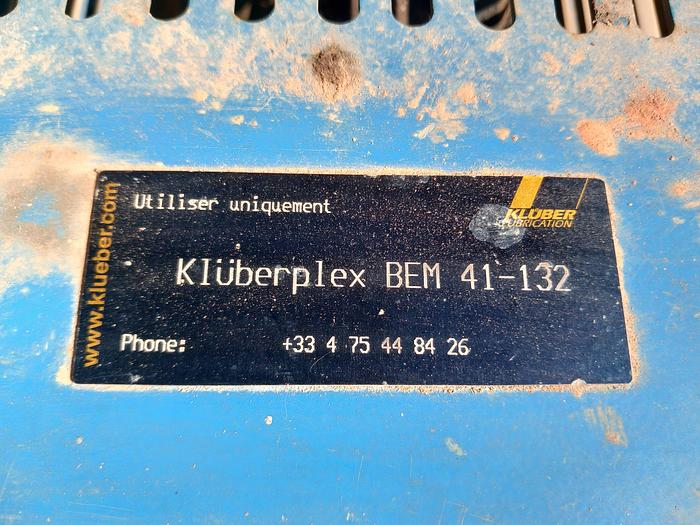 Utiliser uniquement
KLÜBER
LUBRICATION
www.klueber.com
Klüberplex BEM 41-132
Phone: +33 4 75 44 84 26